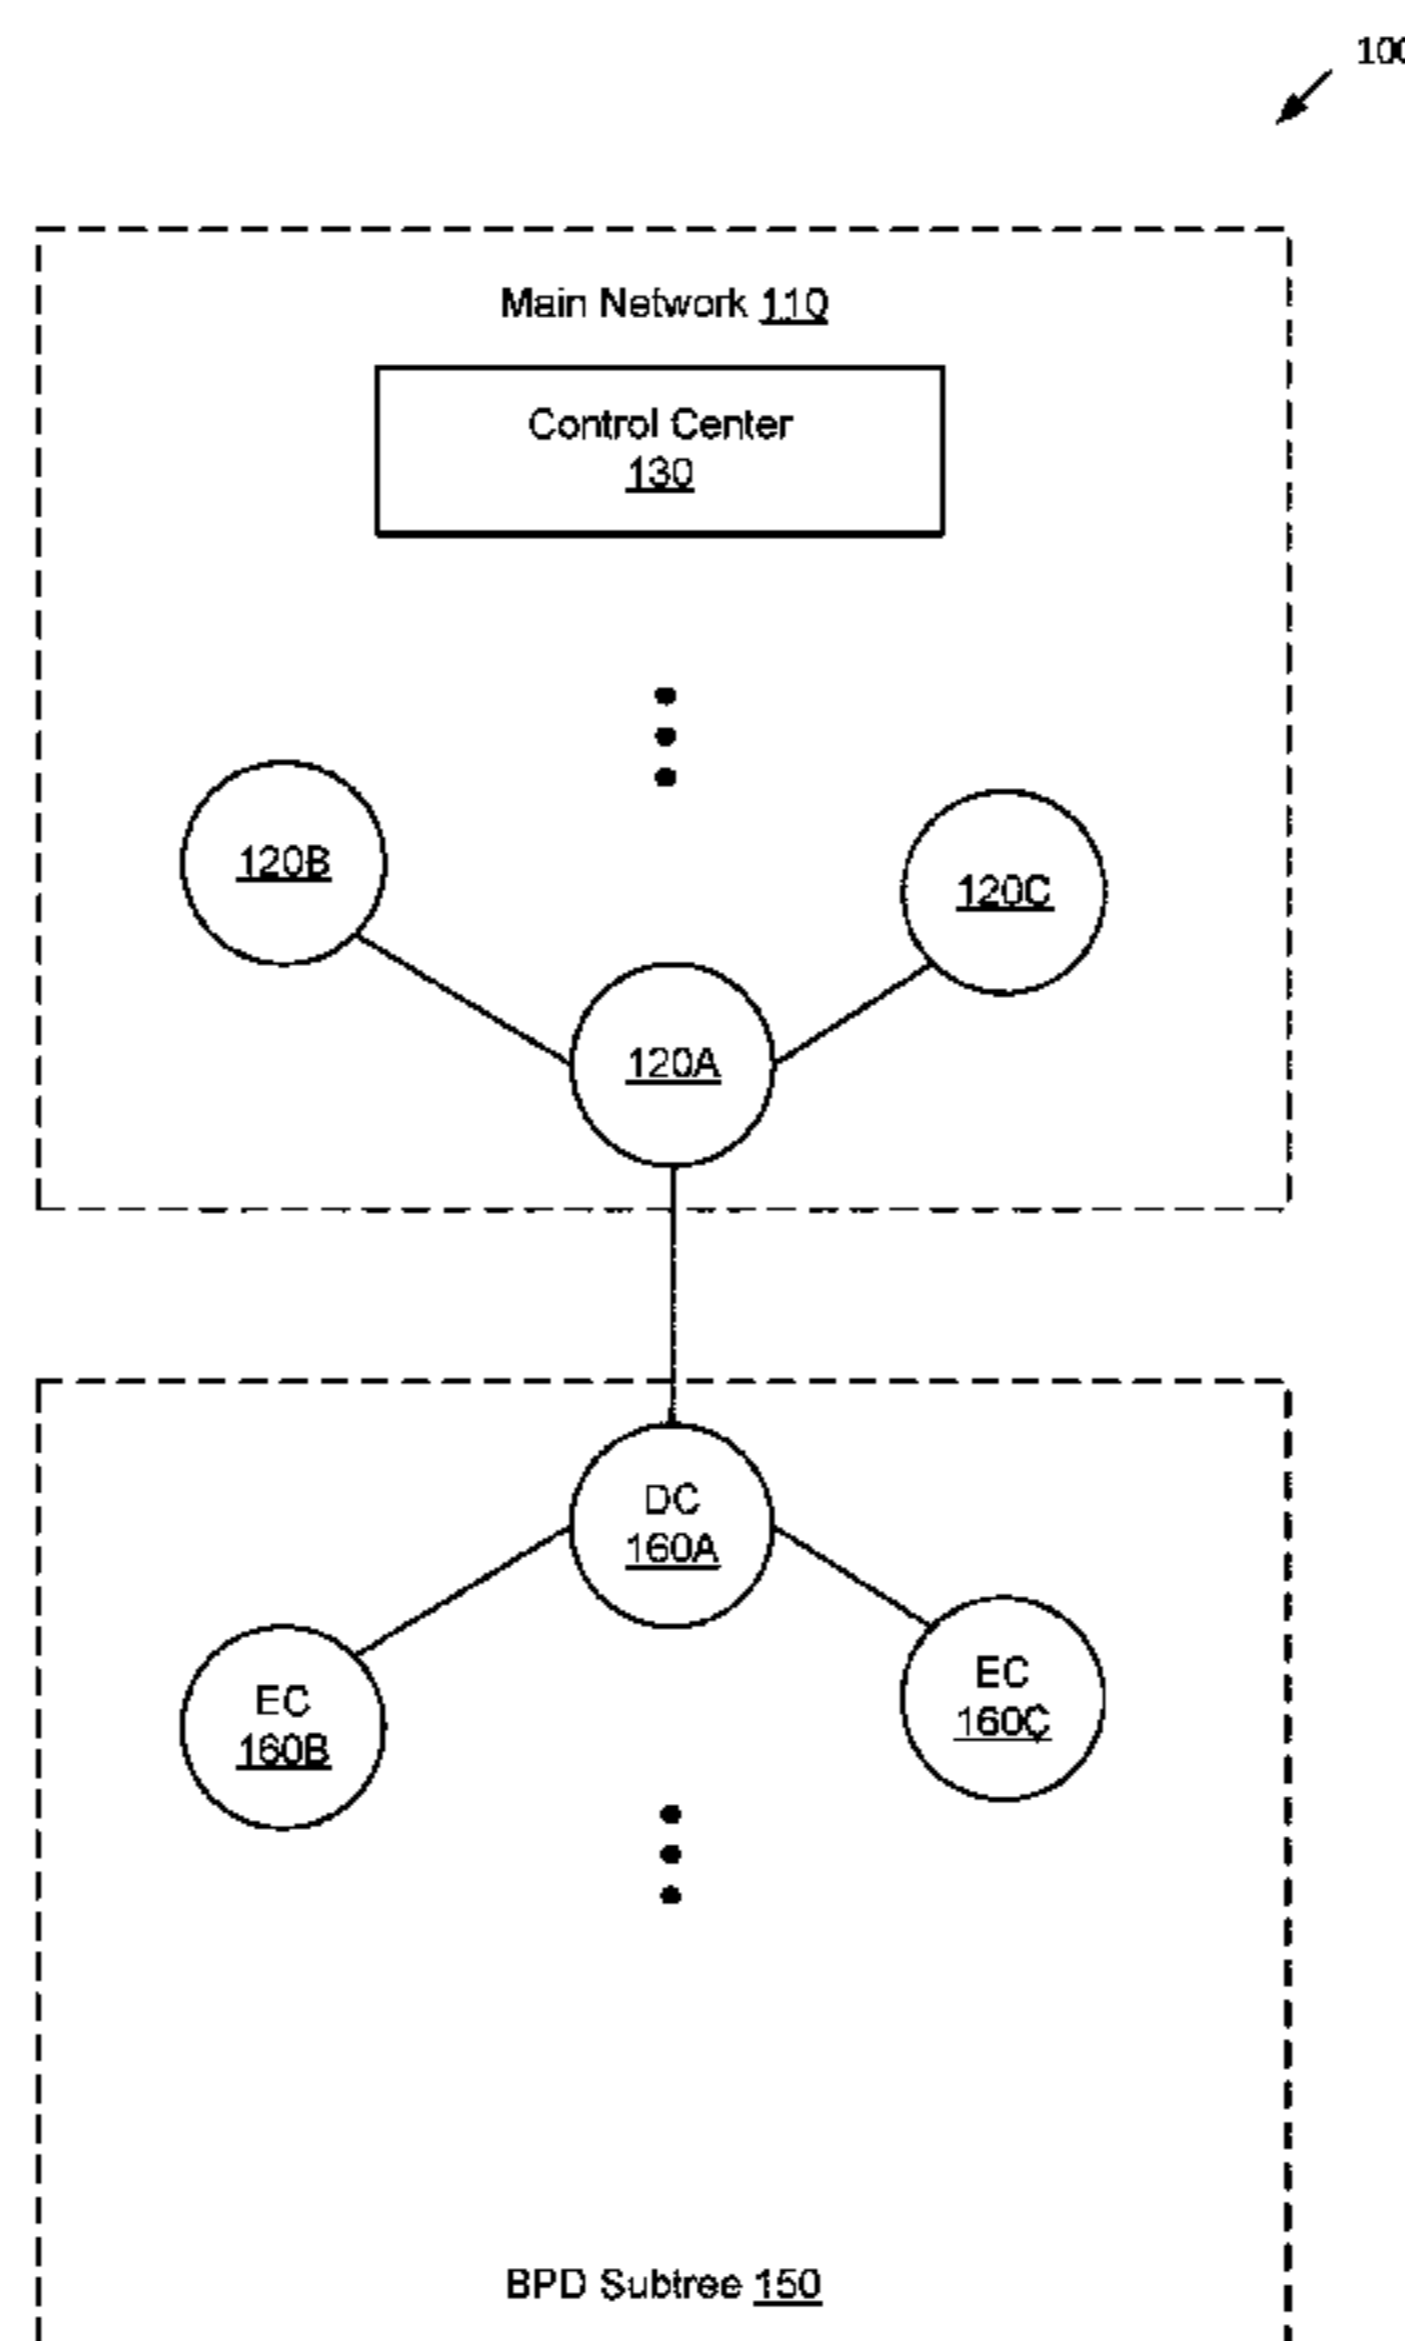 100
Main Network 110
Control Center
130
120B
120C
120A
DC
160A
EC
160B
EC
160C
BPD Subtree 150